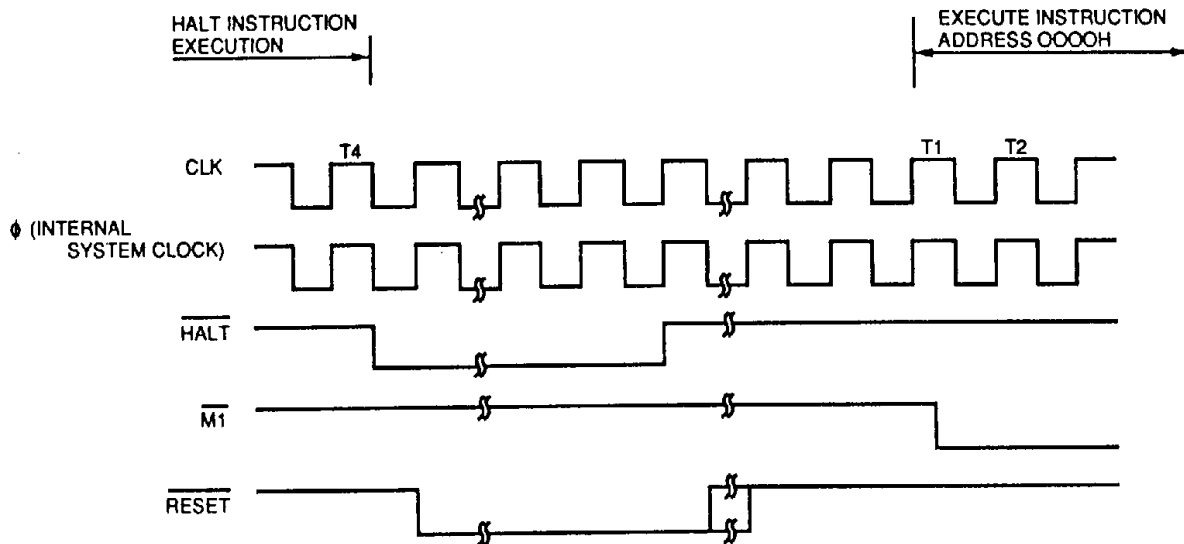 HALT INSTRUCTION
EXECUTION
EXECUTE INSTRUCTION
ADDRESS OOOOH
CLK
T4
T1
T2
ϕ (INTERNAL
SYSTEM CLOCK)
HALT
M1
RESET